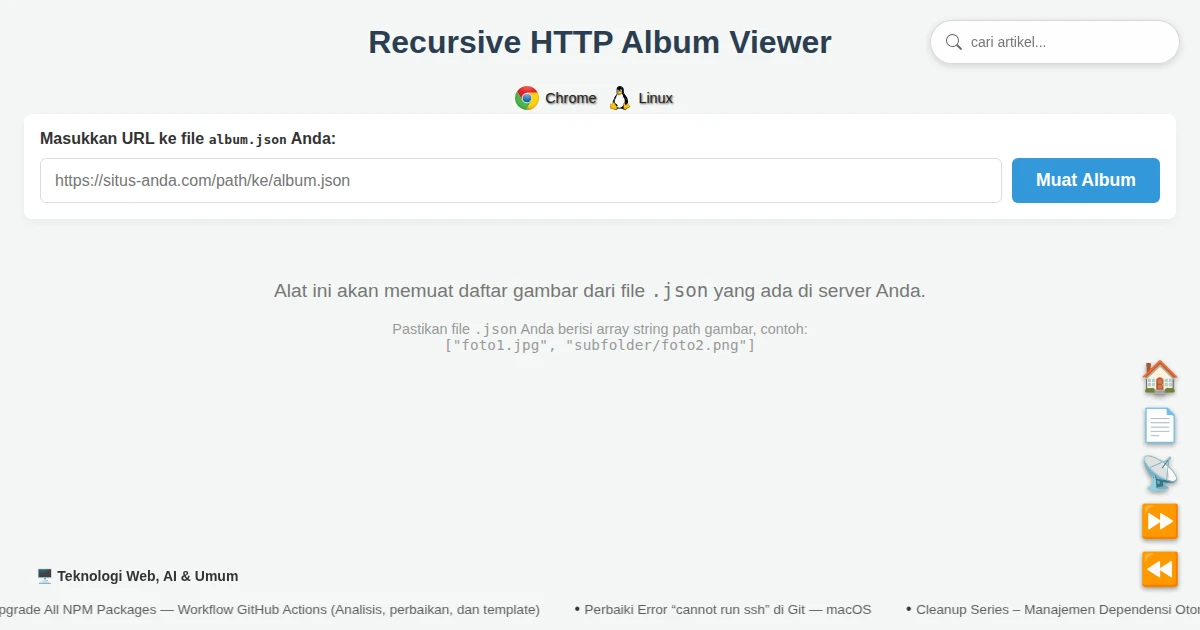 Recursive HTTP Album Viewer
cari artikel...
Chrome Linux
Masukkan URL ke file album.json Anda:
https://situs-anda.com/path/ke/album.json
Muat Album
Alat ini akan memuat daftar gambar dari file .json yang ada di server Anda.
Pastikan file .json Anda berisi array string path gambar, contoh:
["foto1.jpg", "subfolder/foto2.png"]
Teknologi Web, AI & Umum
pgrade All NPM Packages — Workflow GitHub Actions (Analisis, perbaikan, dan template) • Perbaiki Error “cannot run ssh” di Git — macOS • Cleanup Series – Manajemen Dependensi Otor